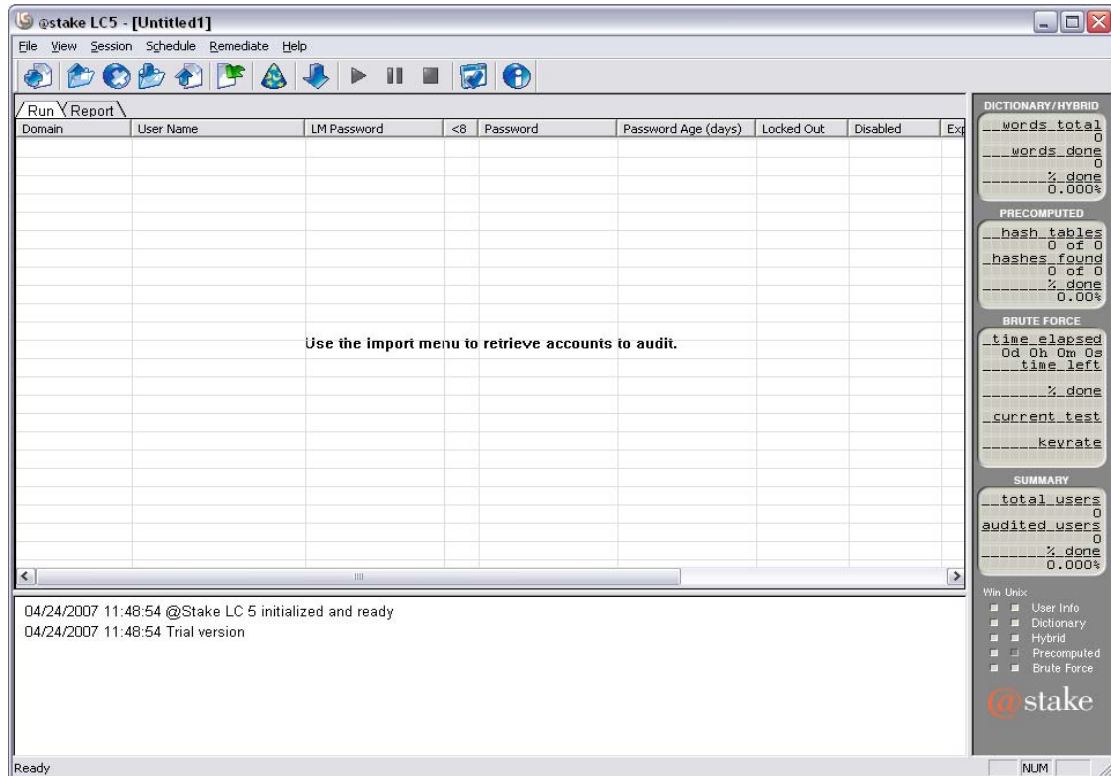 @stake LC5 - [Untitled1]
File View Session Schedule Remediate Help
Run Report
Domain User Name LM Password <8 Password Password Age (days) Locked Out Disabled Exp
Use the import menu to retrieve accounts to audit.
04/24/2007 11:48:54 @Stake LC 5 initialized and ready
04/24/2007 11:48:54 Trial version
DICTIONARY/HYBRID
words total
0
words done
0
% done
0.000%
PRECOMPUTED
hash tables
0 of 0
hashes found
0 of 0
% done
0.00%
BRUTE FORCE
time elapsed
0d 0h 0m 0s
time left
% done
current test
keyrate
SUMMARY
total users
0
audited users
0
% done
0.000%
Win Unix
User Info
Dictionary
Hybrid
Precomputed
Brute Force
@stake
Ready NUM